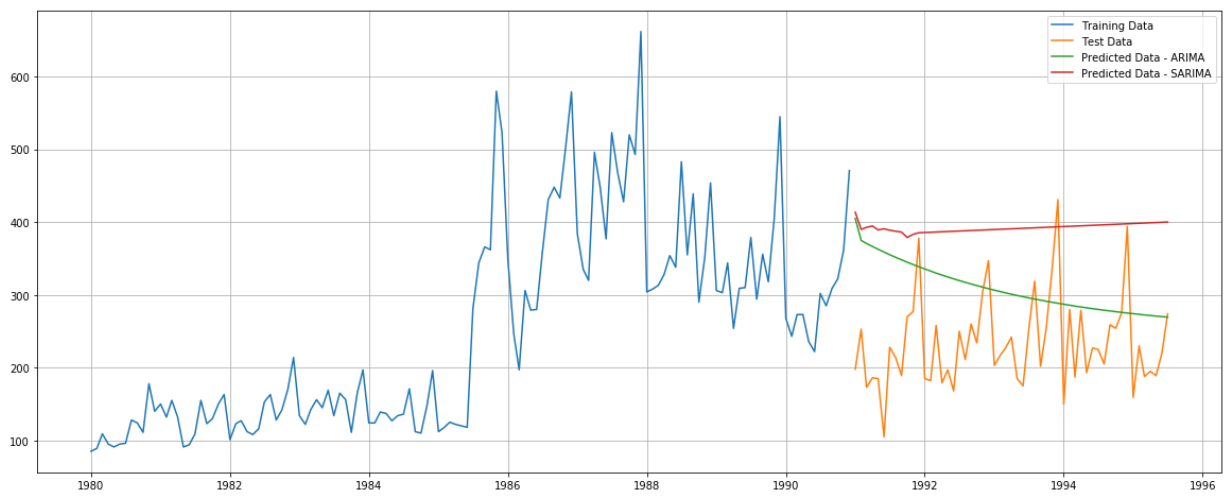 Training Data
Test Data
Predicted Data - ARIMA
Predicted Data - SARIMA
600
500
400
300
200
100
1980 1982 1984 1986 1988 1990 1992 1994 1996